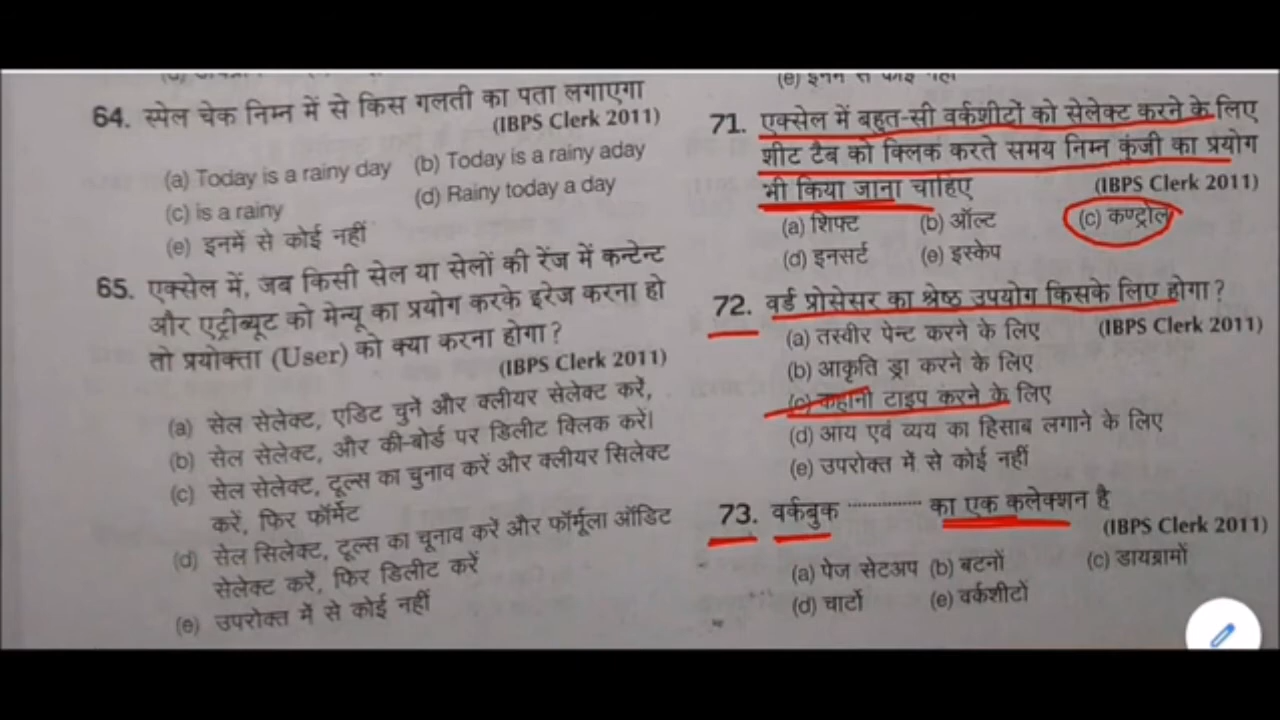 64. स्पेल चेक निम्न में से किस गलती का पता लगाएगा
(IBPS Clerk 2011)
(a) Today is a rainy day (b) Today is a rainy aday
(c) is a rainy (d) Rainy today a day
(e) इनमें से कोई नहीं
65. एक्सेल में, जब किसी सेल या सेलों की रेंज में कन्टेन्ट
और एट्रीब्यूट को मेन्यू का प्रयोग करके इरेज करना हो
तो प्रयोक्ता (User) को क्या करना होगा?
(IBPS Clerk 2011)
(a) सेल सेलेक्ट, एडिट चुनें और क्लीयर सेलेक्ट करें,
(b) सेल सेलेक्ट, और की-बोर्ड पर डिलीट क्लिक करें।
(c) सेल सेलेक्ट, टूल्स का चुनाव करें और क्लीयर सिलेक्ट
करें, फिर फॉर्मेट
(d) सेल सिलेक्ट, टूल्स का चूनाव करें और फॉर्मूला ऑडिट
सेलेक्ट करें, फिर डिलीट करें
(e) उपरोक्त में से कोई नहीं
(e) इनमें से कोई नहीं
71. एक्सेल में बहुत-सी वर्कशीटों को सेलेक्ट करने के लिए
शीट टैब को क्लिक करते समय निम्न कुंजी का प्रयोग
भी किया जाना चाहिए (IBPS Clerk 2011)
(a) शिफ्ट (b) ऑल्ट (c) कण्ट्रोल
(d) इनसर्ट (e) इस्केप
72. वर्ड प्रोसेसर का श्रेष्ठ उपयोग किसके लिए होगा?
(a) तस्वीर पेन्ट करने के लिए (IBPS Clerk 2011)
(b) आकृति ड्रा करने के लिए
(c) कहानी टाइप करने के लिए
(d) आय एवं व्यय का हिसाब लगाने के लिए
(e) उपरोक्त में से कोई नहीं
73. वर्कबुक ................ का एक कलेक्शन है
(IBPS Clerk 2011)
(a) पेज सेटअप (b) बटनों (c) डायग्रामों
(d) चार्टो (e) वर्कशीटों